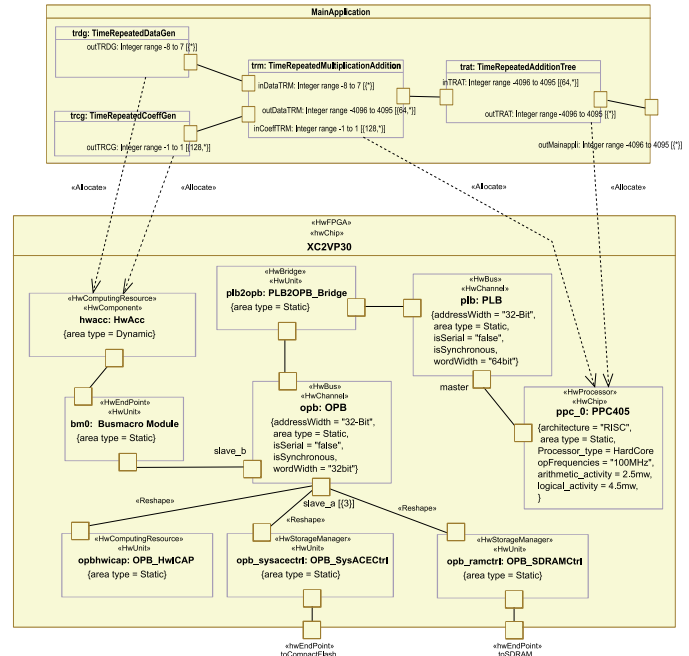 MainApplication
trdg: TimeRepeatedDataGen
outTRDG: Integer range -8 to 7 [{*}]
trm: TimeRepeatedMultiplicationAddition
inDataTRM: Integer range -8 to 7 [{*}]
outDataTRM: Integer range -4096 to 4095 [{64,*}]
inCoeffTRM: Integer range -1 to 1 [{128,*}]
trat: TimeRepeatedAdditionTree
inTRAT: Integer range -4096 to 4095 [{64,*}]
outTRAT: Integer range -4096 to 4095 [{*}]
trcg: TimeRepeatedCoeffGen
outTRCG: Integer range -1 to 1 [{128,*}]
outMainappli: Integer range -4096 to 4095 [{*}]
«Allocate»
«Allocate»
«Allocate»
«Allocate»
«HwFPGA»
«hwChip»
XC2VP30
«HwComputingResource»
«HwComponent»
hwacc: HwAcc
{area type = Dynamic}
«HwBridge»
«HwUnit»
plb2opb: PLB2OPB_Bridge
{area type = Static}
«HwBus»
«HwChannel»
plb: PLB
{addressWidth = "32-Bit",
area type = Static,
isSerial = "false",
isSynchronous,
wordWidth = "64bit"}
master
«HwEndPoint»
«HwUnit»
bm0: Busmacro Module
{area type = Static}
slave_b
«HwBus»
«HwChannel»
opb: OPB
{addressWidth = "32-Bit",
area type = Static,
isSerial = "false",
isSynchronous,
wordWidth = "32bit"}
slave_a [{3}]
«HwProcessor»
«HwChip»
ppc_0: PPC405
{architecture = "RISC",
area type = Static,
Processor_type = HardCore
opFrequencies = "100MHz",
arithmetic_activity = 2.5mw,
logical_activity = 4.5mw,
}
«Reshape»
«Reshape»
«Reshape»
«HwComputingResource»
«HwUnit»
opbhwicap: OPB_HwICAP
{area type = Static}
«HwStorageManager»
«HwUnit»
opb_sysacectrl: OPB_SysACECtrl
{area type = Static}
«HwStorageManager»
«HwUnit»
opb_ramctrl: OPB_SDRAMCtrl
{area type = Static}
«hwEndPoint»
toCompactFlash
«hwEndPoint»
toSDRAM